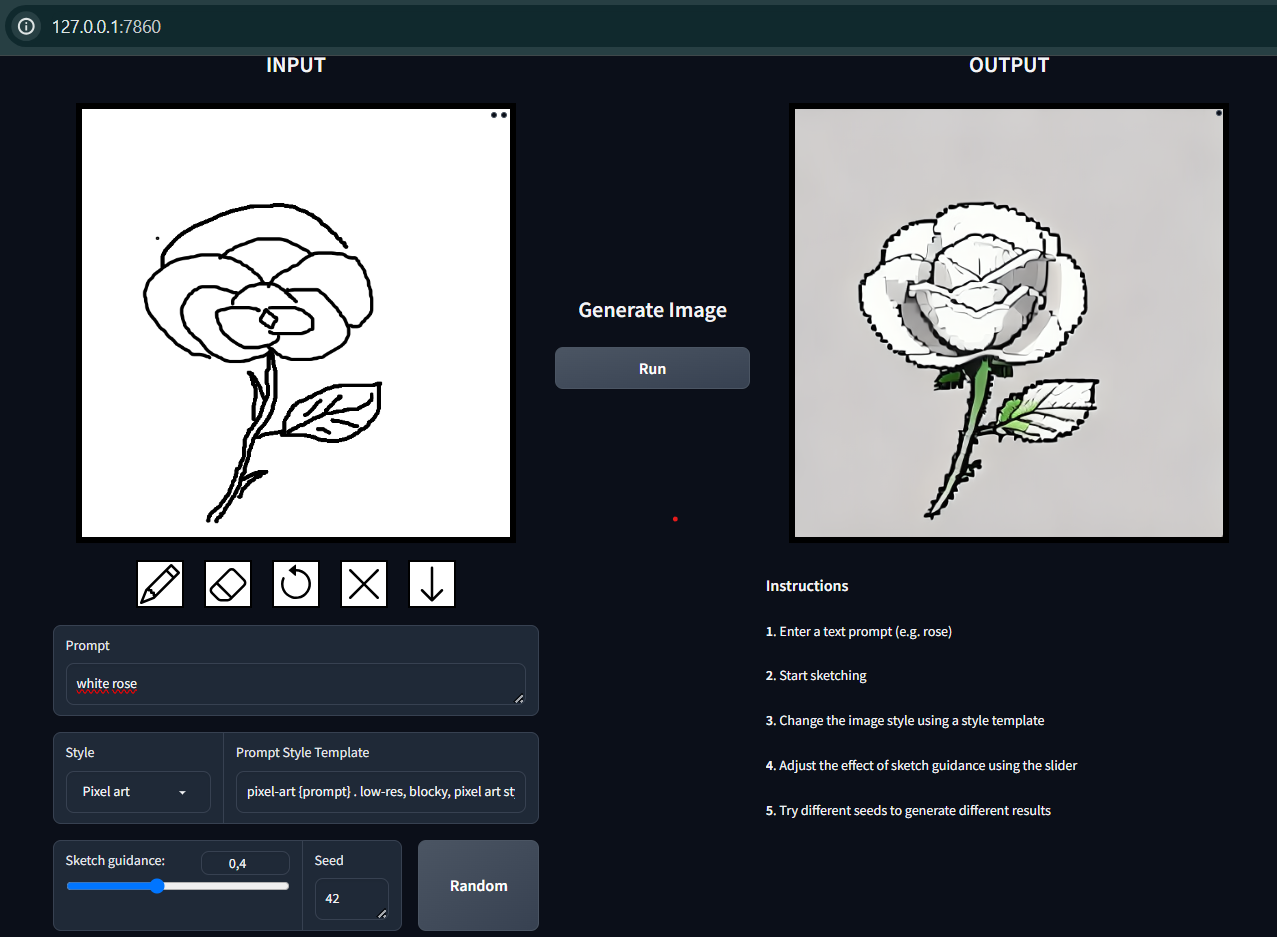 127.0.0.1:7860
INPUT
OUTPUT
Generate Image
Run
Prompt
white rose
Style
Prompt Style Template
Pixel art
pixel-art {prompt} . low-res, blocky, pixel art st
Sketch guidance:
0,4
Seed
42
Random
Instructions
1. Enter a text prompt (e.g. rose)
2. Start sketching
3. Change the image style using a style template
4. Adjust the effect of sketch guidance using the slider
5. Try different seeds to generate different results